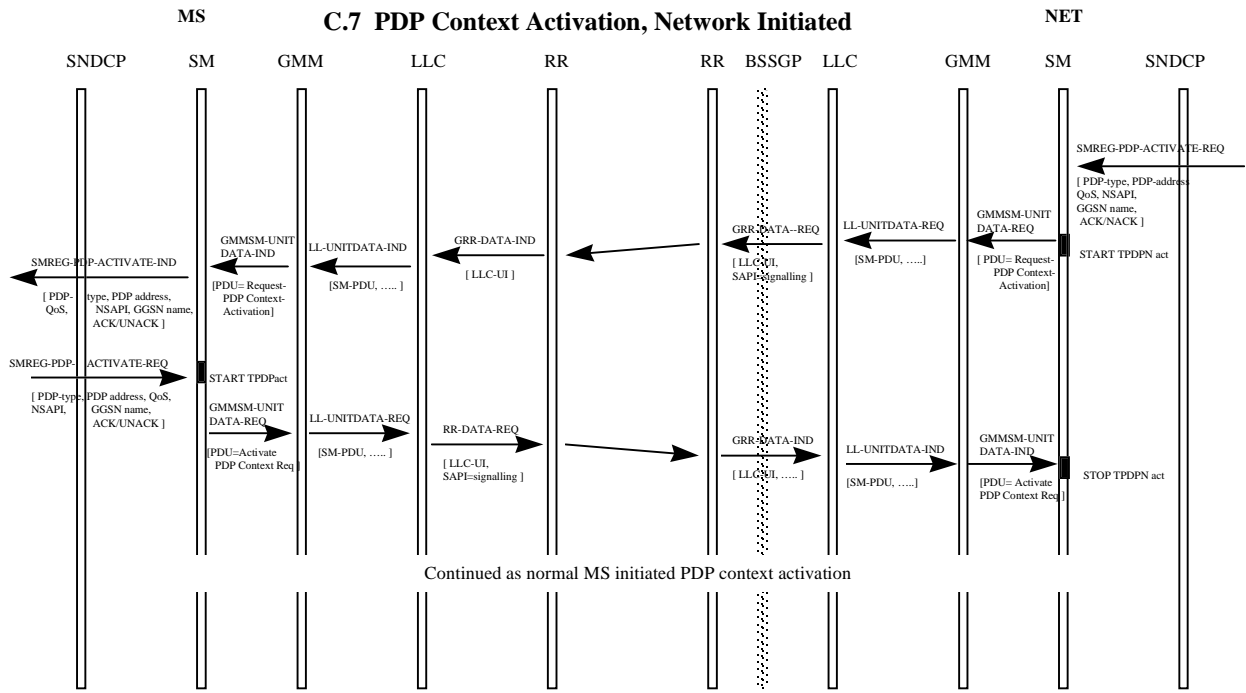 MS
C.7 PDP Context Activation, Network Initiated
NET
SNDCP SM GMM LLC RR RR BSSGP LLC GMM SM SNDCP
SMREG-PDP-ACTIVATE-REQ
[ PDP-type, PDP-address
QoS, NSAPI,
GGSN name,
ACK/NACK ]
GMMSM-UNIT
DATA-REQ
[ PDU= Request-
PDP Context-
Activation]
START TPDPN act
LL-UNITDATA-REQ
[SM-PDU, …..]
GRR-DATA--REQ
[ LLC-UI,
SAPI=signalling ]
GRR-DATA-IND
[ LLC-UI ]
LL-UNITDATA-IND
[SM-PDU, ….. ]
GMMSM-UNIT
DATA-IND
[PDU= Request-
PDP Context-
Activation]
SMREG-PDP-ACTIVATE-IND
[ PDP- type, PDP address,
QoS, NSAPI, GGSN name,
ACK/UNACK ]
SMREG-PDP- ACTIVATE-REQ
[ PDP-type, PDP address, QoS,
NSAPI, GGSN name,
ACK/UNACK ]
START TPDPact
GMMSM-UNIT
DATA-REQ
[PDU=Activate
PDP Context Req ]
LL-UNITDATA-REQ
[SM-PDU, ….. ]
RR-DATA-REQ
[ LLC-UI,
SAPI=signalling ]
GRR-DATA-IND
[ LLC-UI, ….. ]
LL-UNITDATA-IND
[SM-PDU, …..]
GMMSM-UNIT
DATA-IND
[PDU= Activate
PDP Context Req ]
STOP TPDPN act
Continued as normal MS initiated PDP context activation